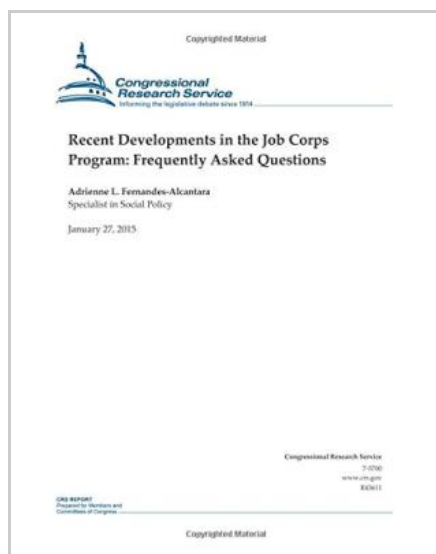 Copyrighted Material
Congressional
Research Service
Informing the legislative debate since 1914
Recent Developments in the Job Corps
Program: Frequently Asked Questions
Adrienne L. Fernandes-Alcantara
Specialist in Social Policy
January 27, 2015
Congressional Research Service
7-5700
www.crs.gov
CRS REPORT
Prepared for Members and
Committees of Congress
Copyrighted Material